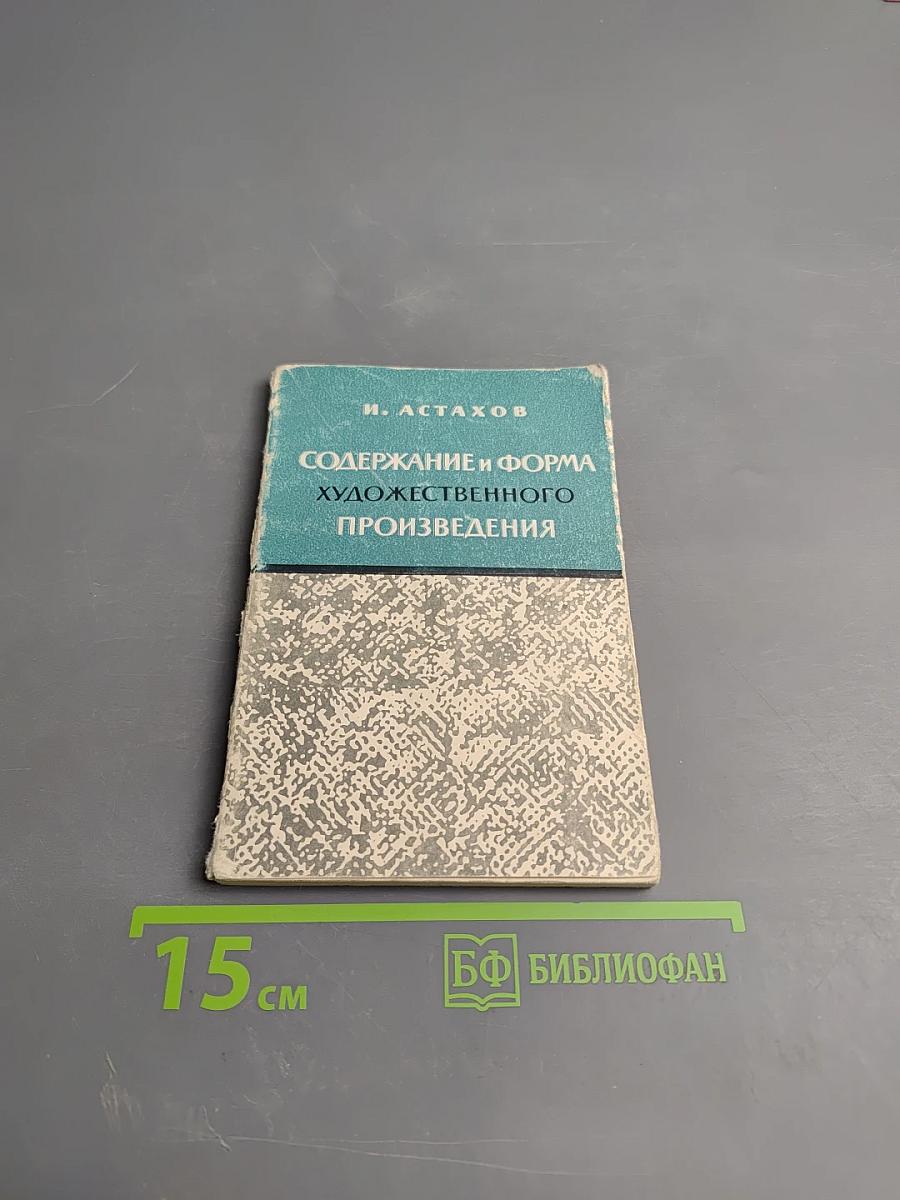 И. АСТАХОВ
СОДЕРЖАНИЕ и ФОРМА
ХУДОЖЕСТВЕННОГО
ПРОИЗВЕДЕНИЯ
15 см
БФ БИБЛИОФАН